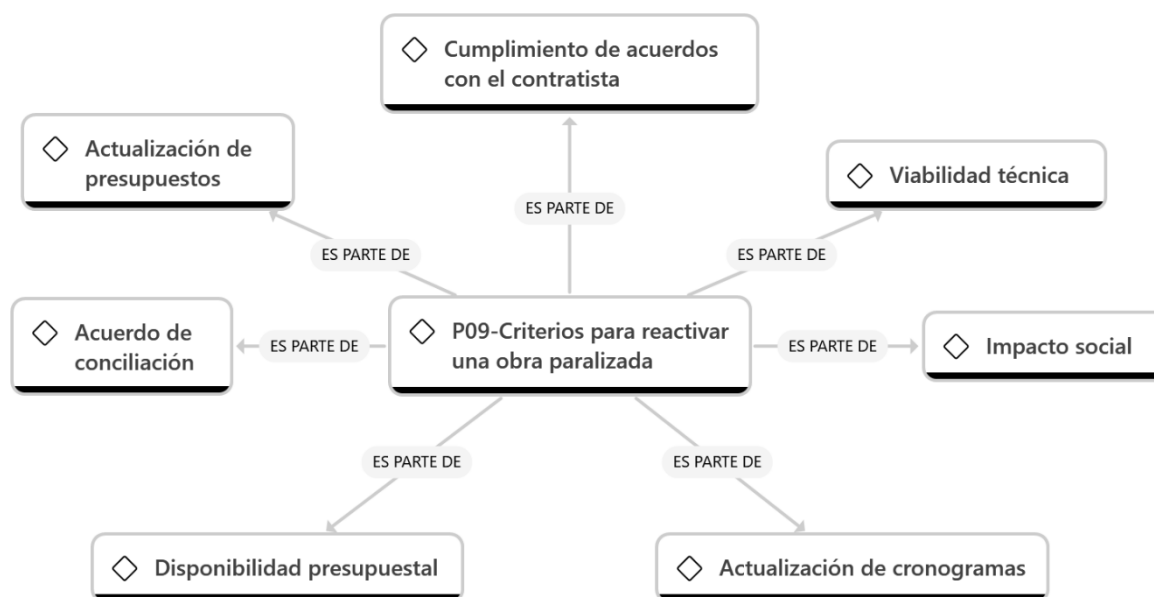 Cumplimiento de acuerdos
con el contratista
Actualización de
presupuestos
Viabilidad técnica
ES PARTE DE
ES PARTE DE
ES PARTE DE
Acuerdo de
conciliación
ES PARTE DE
P09-Criterios para reactivar
una obra paralizada
ES PARTE DE
Impacto social
ES PARTE DE
ES PARTE DE
Disponibilidad presupuestal
Actualización de cronogramas